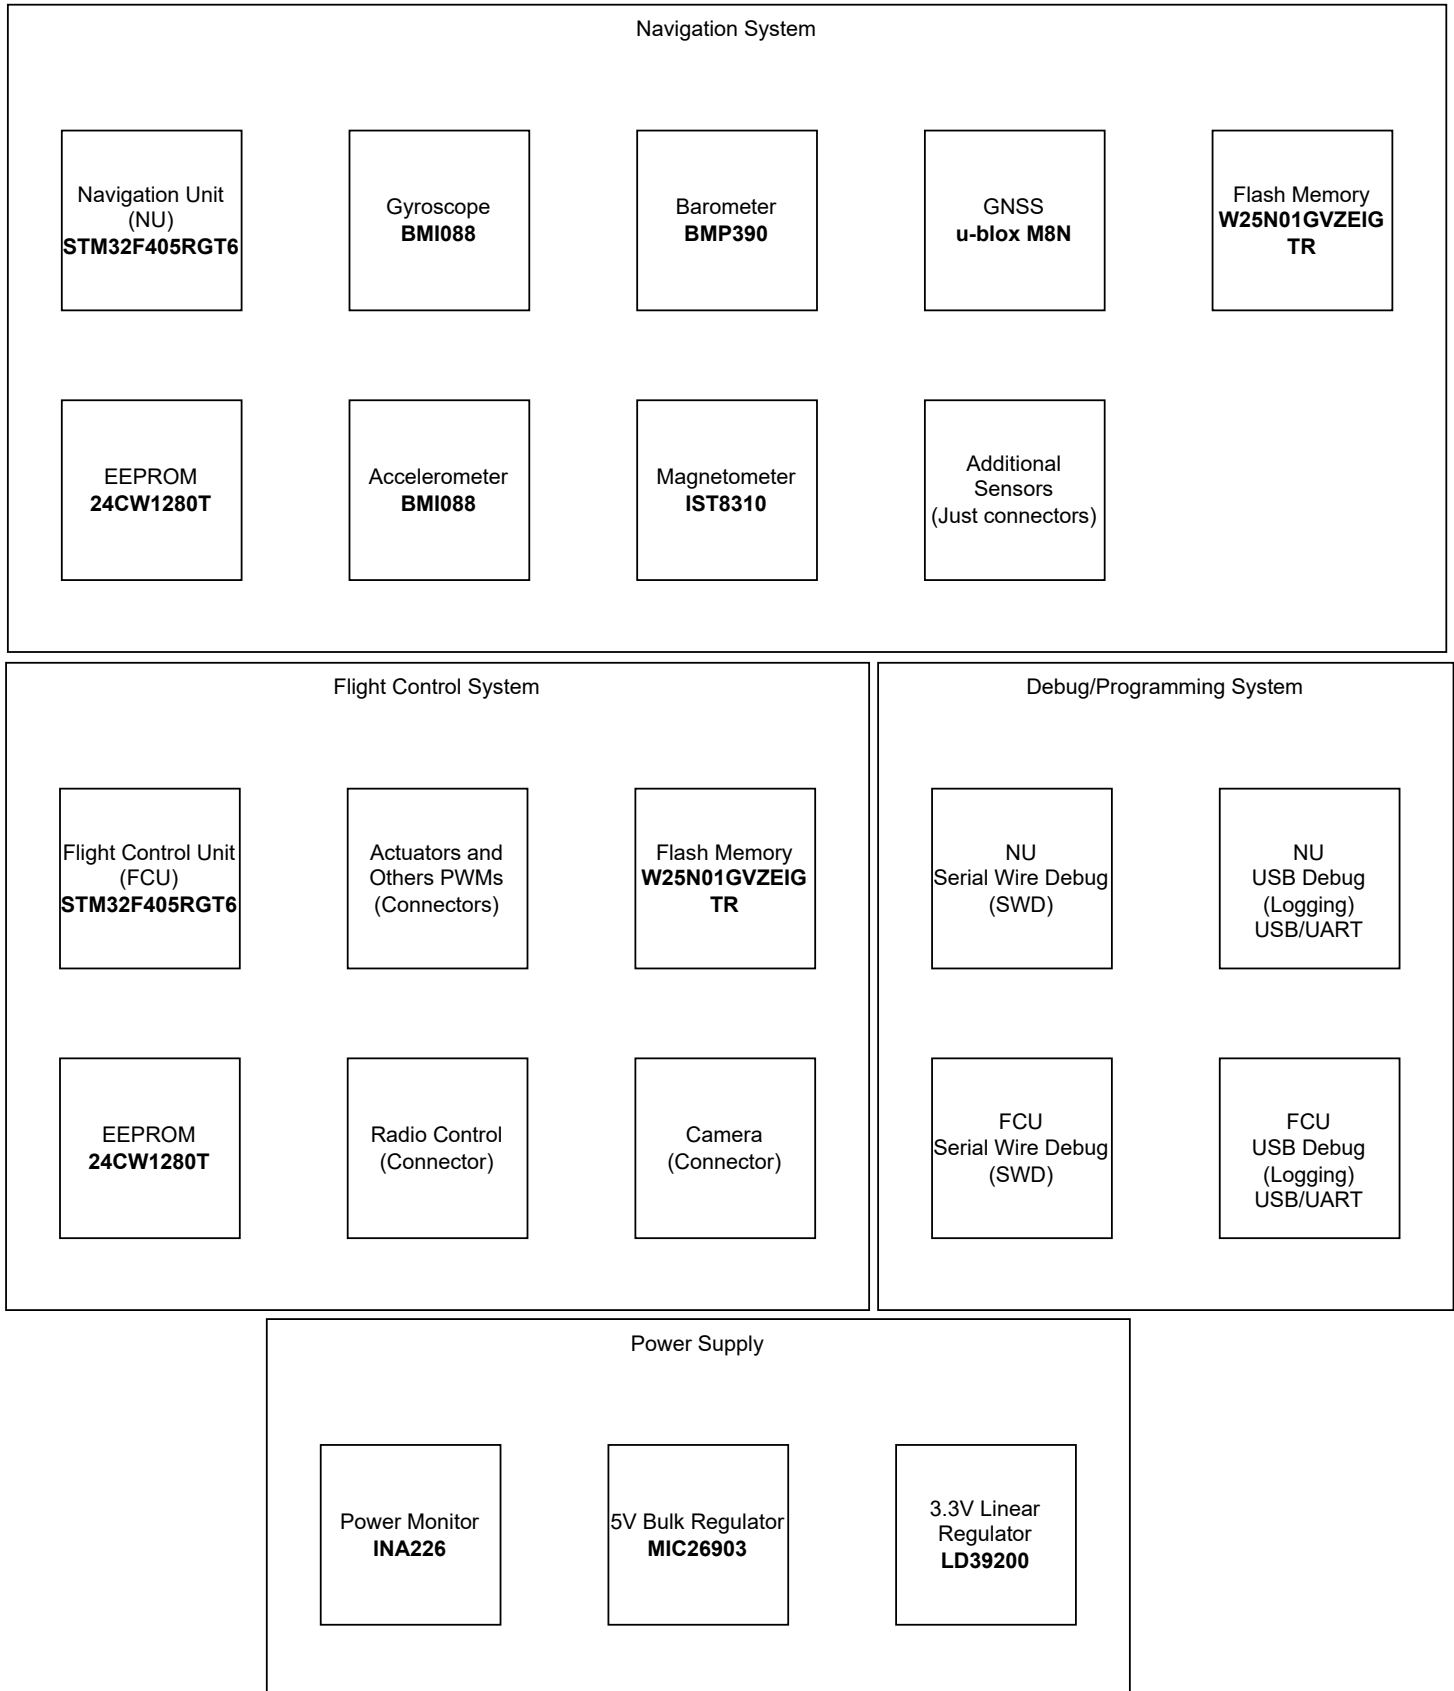 Navigation System
Navigation Unit
(NU)
STM32F405RGT6
Gyroscope
BMI088
Barometer
BMP390
GNSS
u-blox M8N
Flash Memory
W25N01GVZEIG
TR
EEPROM
24CW1280T
Accelerometer
BMI088
Magnetometer
IST8310
Additional
Sensors
(Just connectors)
Flight Control System
Flight Control Unit
(FCU)
STM32F405RGT6
Actuators and
Others PWMs
(Connectors)
Flash Memory
W25N01GVZEIG
TR
EEPROM
24CW1280T
Radio Control
(Connector)
Camera
(Connector)
Debug/Programming System
NU
Serial Wire Debug
(SWD)
NU
USB Debug
(Logging)
USB/UART
FCU
Serial Wire Debug
(SWD)
FCU
USB Debug
(Logging)
USB/UART
Power Supply
Power Monitor
INA226
5V Bulk Regulator
MIC26903
3.3V Linear
Regulator
LD39200